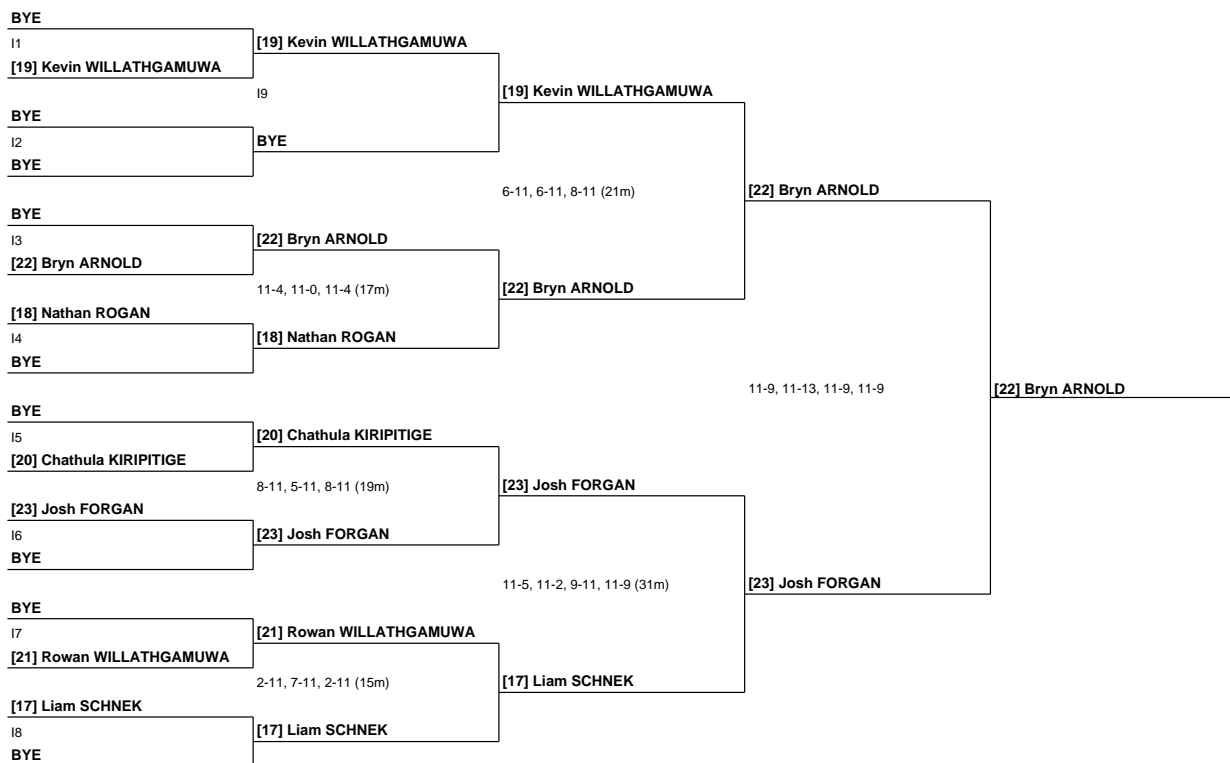 BYE
I1
[19] Kevin WILLATHGAMUWA
[19] Kevin WILLATHGAMUWA
I9
[19] Kevin WILLATHGAMUWA
BYE
I2
BYE
BYE
6-11, 6-11, 8-11 (21m)
[22] Bryn ARNOLD
BYE
I3
[22] Bryn ARNOLD
[22] Bryn ARNOLD
11-4, 11-0, 11-4 (17m)
[22] Bryn ARNOLD
[18] Nathan ROGAN
I4
[18] Nathan ROGAN
BYE
11-9, 11-13, 11-9, 11-9
[22] Bryn ARNOLD
BYE
I5
[20] Chathula KIRIPITIGE
[20] Chathula KIRIPITIGE
8-11, 5-11, 8-11 (19m)
[23] Josh FORGAN
[23] Josh FORGAN
I6
[23] Josh FORGAN
BYE
11-5, 11-2, 9-11, 11-9 (31m)
[23] Josh FORGAN
BYE
I7
[21] Rowan WILLATHGAMUWA
[21] Rowan WILLATHGAMUWA
2-11, 7-11, 2-11 (15m)
[17] Liam SCHNEK
[17] Liam SCHNEK
I8
[17] Liam SCHNEK
BYE